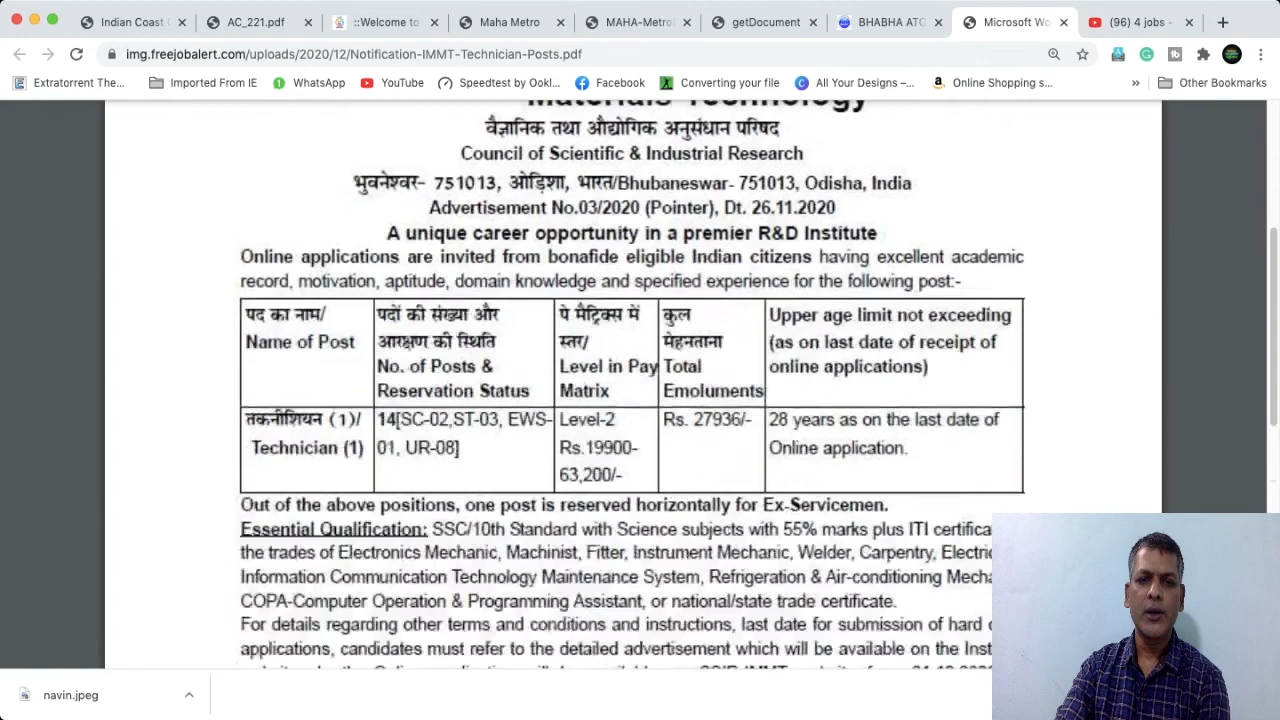 Indian Coast
AC_221.pdf
::Welcome to
Maha Metro
MAHA-Metro
getDocument
BHABHA ATO
Microsoft Wo
(96) 4 jobs -
img.freejobalert.com/uploads/2020/12/Notification-IMMT-Technician-Posts.pdf
Extratorrent The...
Imported From IE
WhatsApp
YouTube
Speedtest by Ookl...
Facebook
Converting your file
All Your Designs –...
Online Shopping s...
»
Other Bookmarks
Materials Technology
वैज्ञानिक तथा औद्योगिक अनुसंधान परिषद
Council of Scientific & Industrial Research
भुवनेश्वर- 751013, ओड़िशा, भारत/Bhubaneswar- 751013, Odisha, India
Advertisement No.03/2020 (Pointer), Dt. 26.11.2020
A unique career opportunity in a premier R&D Institute
Online applications are invited from bonafide eligible Indian citizens having excellent academic
record, motivation, aptitude, domain knowledge and specified experience for the following post:-
पद का नाम/
Name of Post
पदों की संख्या और
आरक्षण की स्थिति
No. of Posts &
Reservation Status
पे मैट्रिक्स में
स्तर/
Level in Pay
Matrix
कुल
मेहनताना
Total
Emoluments
Upper age limit not exceeding
(as on last date of receipt of
online applications)
तकनीशियन (1)/
Technician (1)
14[SC-02,ST-03, EWS-
01, UR-08]
Level-2
Rs.19900-
63,200/-
Rs. 27936/-
28 years as on the last date of
Online application.
Out of the above positions, one post is reserved horizontally for Ex-Servicemen.
Essential Qualification: SSC/10th Standard with Science subjects with 55% marks plus ITI certific
the trades of Electronics Mechanic, Machinist, Fitter, Instrument Mechanic, Welder, Carpentry, Electric
Information Communication Technology Maintenance System, Refrigeration & Air-conditioning Mecha
COPA-Computer Operation & Programming Assistant, or national/state trade certificate.
For details regarding other terms and conditions and instructions, last date for submission of hard
applications, candidates must refer to the detailed advertisement which will be available on the Inst
navin.jpeg